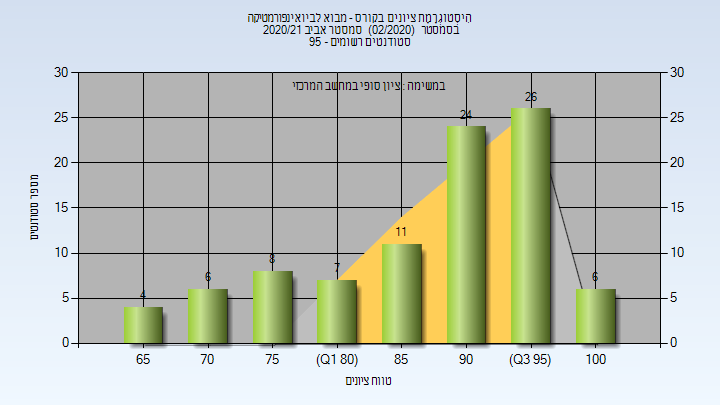 היסטוגרמת ציונים בקורס - מבוא לביואינפורמטיקה
בסמסטר (02/2020) סמסטר אביב 2020/21
סטודנטים רשומים - 95
במשימה : ציון סופי במחשב המרכזי
30 30
25 25
20 20
15 15
10 10
5 5
0 0
4 6 8 7 11 24 26 6
65 70 75 (Q1 80) 85 90 (Q3 95) 100
מספר סטודנטים
טווח ציונים